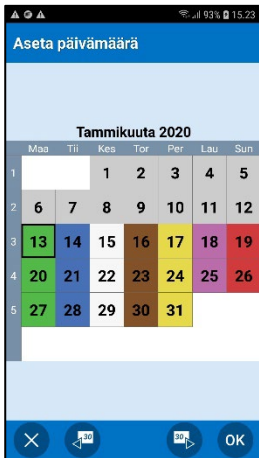 93% 15.23
Aseta päivämäärä
Tammikuuta 2020
Maa Tii Kes Tor Per Lau Sun
1 1 2 3 4 5
2 6 7 8 9 10 11 12
3 13 14 15 16 17 18 19
4 20 21 22 23 24 25 26
5 27 28 29 30 31
30 30 OK